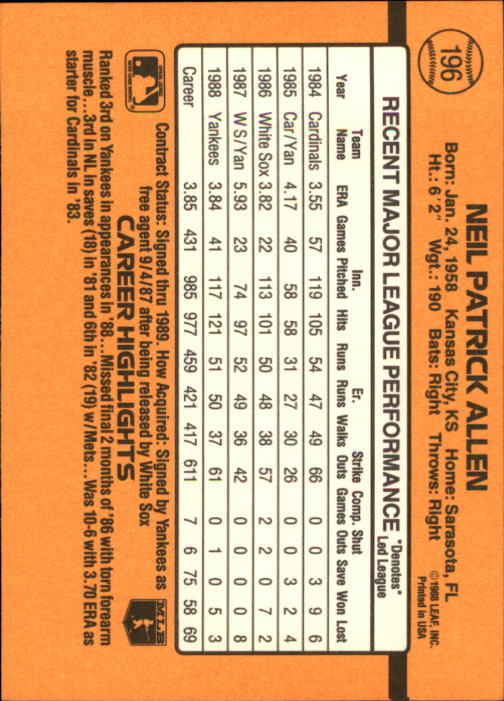 196
NEIL PATRICK ALLEN
Born: Jan. 24, 1958 Kansas City, KS Home: Sarasota, FL
Ht.: 6'2" Wgt.: 190 Bats: Right Throws: Right
©1988 LEAF, INC.
Printed in USA
RECENT MAJOR LEAGUE PERFORMANCE *Denotes* Led League
Year Team Name ERA Games Inn. Pitched Hits Runs Er. Runs Walks Strike Outs Comp. Games Shut Outs Save Won Lost
1984 Cardinals 3.55 57 119 105 54 47 49 66 0 0 3 9 6
1985 Car/Yan 4.17 40 58 58 31 27 30 26 0 0 3 2 4
1986 White Sox 3.82 22 113 101 50 48 38 57 2 2 0 7 2
1987 W S/Yan 5.93 23 74 97 52 49 36 42 0 0 0 0 8
1988 Yankees 3.84 41 117 121 51 50 37 61 0 1 0 5 3
Career 3.85 431 985 977 459 421 417 611 7 6 75 58 69
Contract Status: Signed thru 1989. How Acquired: Signed by Yankees as
free agent 9/4/87 after being released by White Sox
MLB
CAREER HIGHLIGHTS
Ranked 3rd on Yankees in appearances in '88...Missed final 2 months of '86 with torn forearm
muscle...3rd in NL in saves (18) in '81 and 6th in '82 (19) w/Mets...Was 10-6 with 3.70 ERA as
starter for Cardinals in '83.